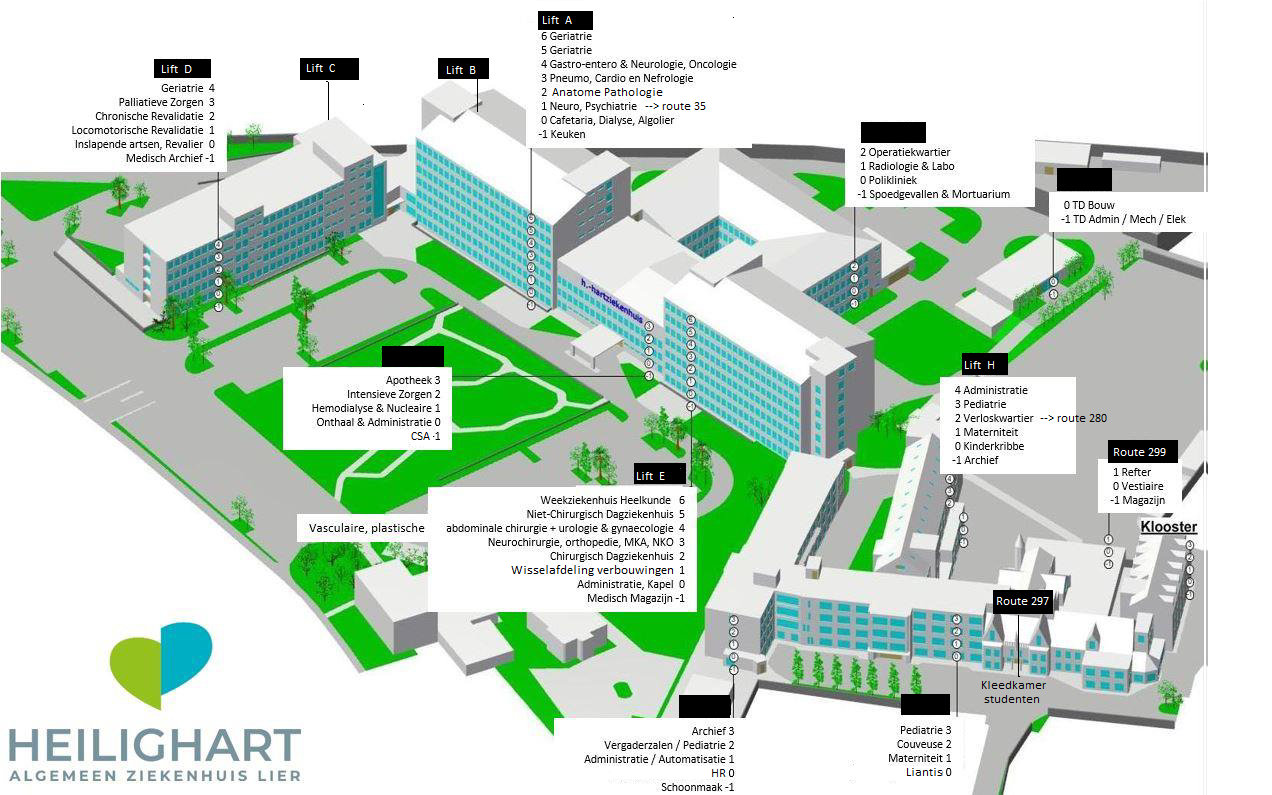 Lift A
6 Geriatrie
5 Geriatrie
4 Gastro-entero & Neurologie, Oncologie
3 Pneumo, Cardio en Nefrologie
2 Anatome Pathologie
1 Neuro, Psychiatrie --> route 35
0 Cafetaria, Dialyse, Algolier
-1 Keuken
Lift D
Geriatrie 4
Palliatieve Zorgen 3
Chronische Revalidatie 2
Locomotorische Revalidatie 1
Inslapende artsen, Revalier 0
Medisch Archief -1
Lift C
Lift B
2 Operatiekwartier
1 Radiologie & Labo
0 Polikliniek
-1 Spoedgevallen & Mortuarium
0 TD Bouw
-1 TD Admin / Mech / Elek
h.-hartziekenhuis
Apotheek 3
Intensieve Zorgen 2
Hemodialyse & Nucleaire 1
Onthaal & Administratie 0
CSA -1
Lift H
4 Administratie
3 Pediatrie
2 Verloskwartier --> route 280
1 Materniteit
0 Kinderkribbe
-1 Archief
Route 299
1 Refter
0 Vestiaire
-1 Magazijn
Klooster
Lift E
Weekziekenhuis Heelkunde 6
Niet-Chirurgisch Dagziekenhuis 5
Vasculaire, plastische abdominale chirurgie + urologie & gynaecologie 4
Neurochirurgie, orthopedie, MKA, NKO 3
Chirurgisch Dagziekenhuis 2
Wisselafdeling verbouwingen 1
Administratie, Kapel 0
Medisch Magazijn -1
Route 297
Kleedkamer
studenten
Archief 3
Vergaderzalen / Pediatrie 2
Administratie / Automatisatie 1
HR 0
Schoonmaak -1
Pediatrie 3
Couveuse 2
Materniteit 1
Liantis 0
HEILIGHART
ALGEMEEN ZIEKENHUIS LIER